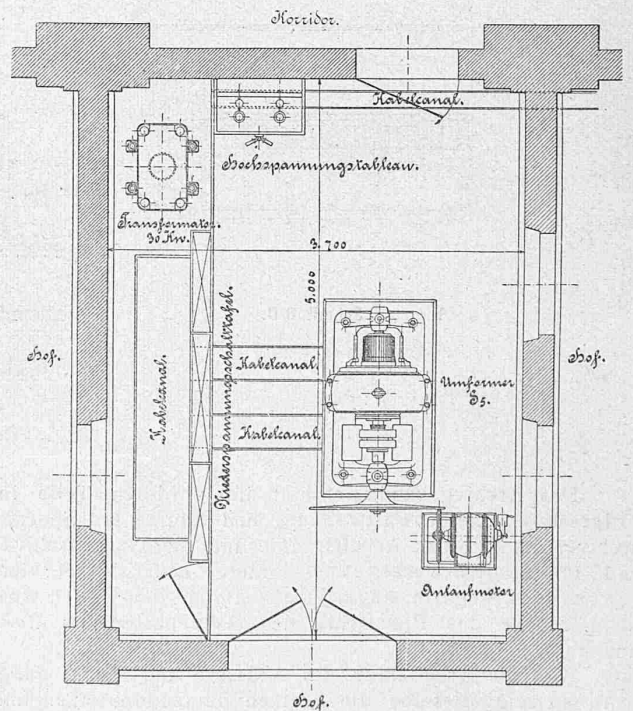 Korridor.
Kabelcanal.
Hochspannungstableau.
Transformator.
30 Kw.
3.700
5.000
Hof.
Kabelcanal.
Niederspannungsschalttafel.
Kabelcanal.
Kabelcanal.
Umformer
S5.
Hof.
Anlaufmotor
Hof.